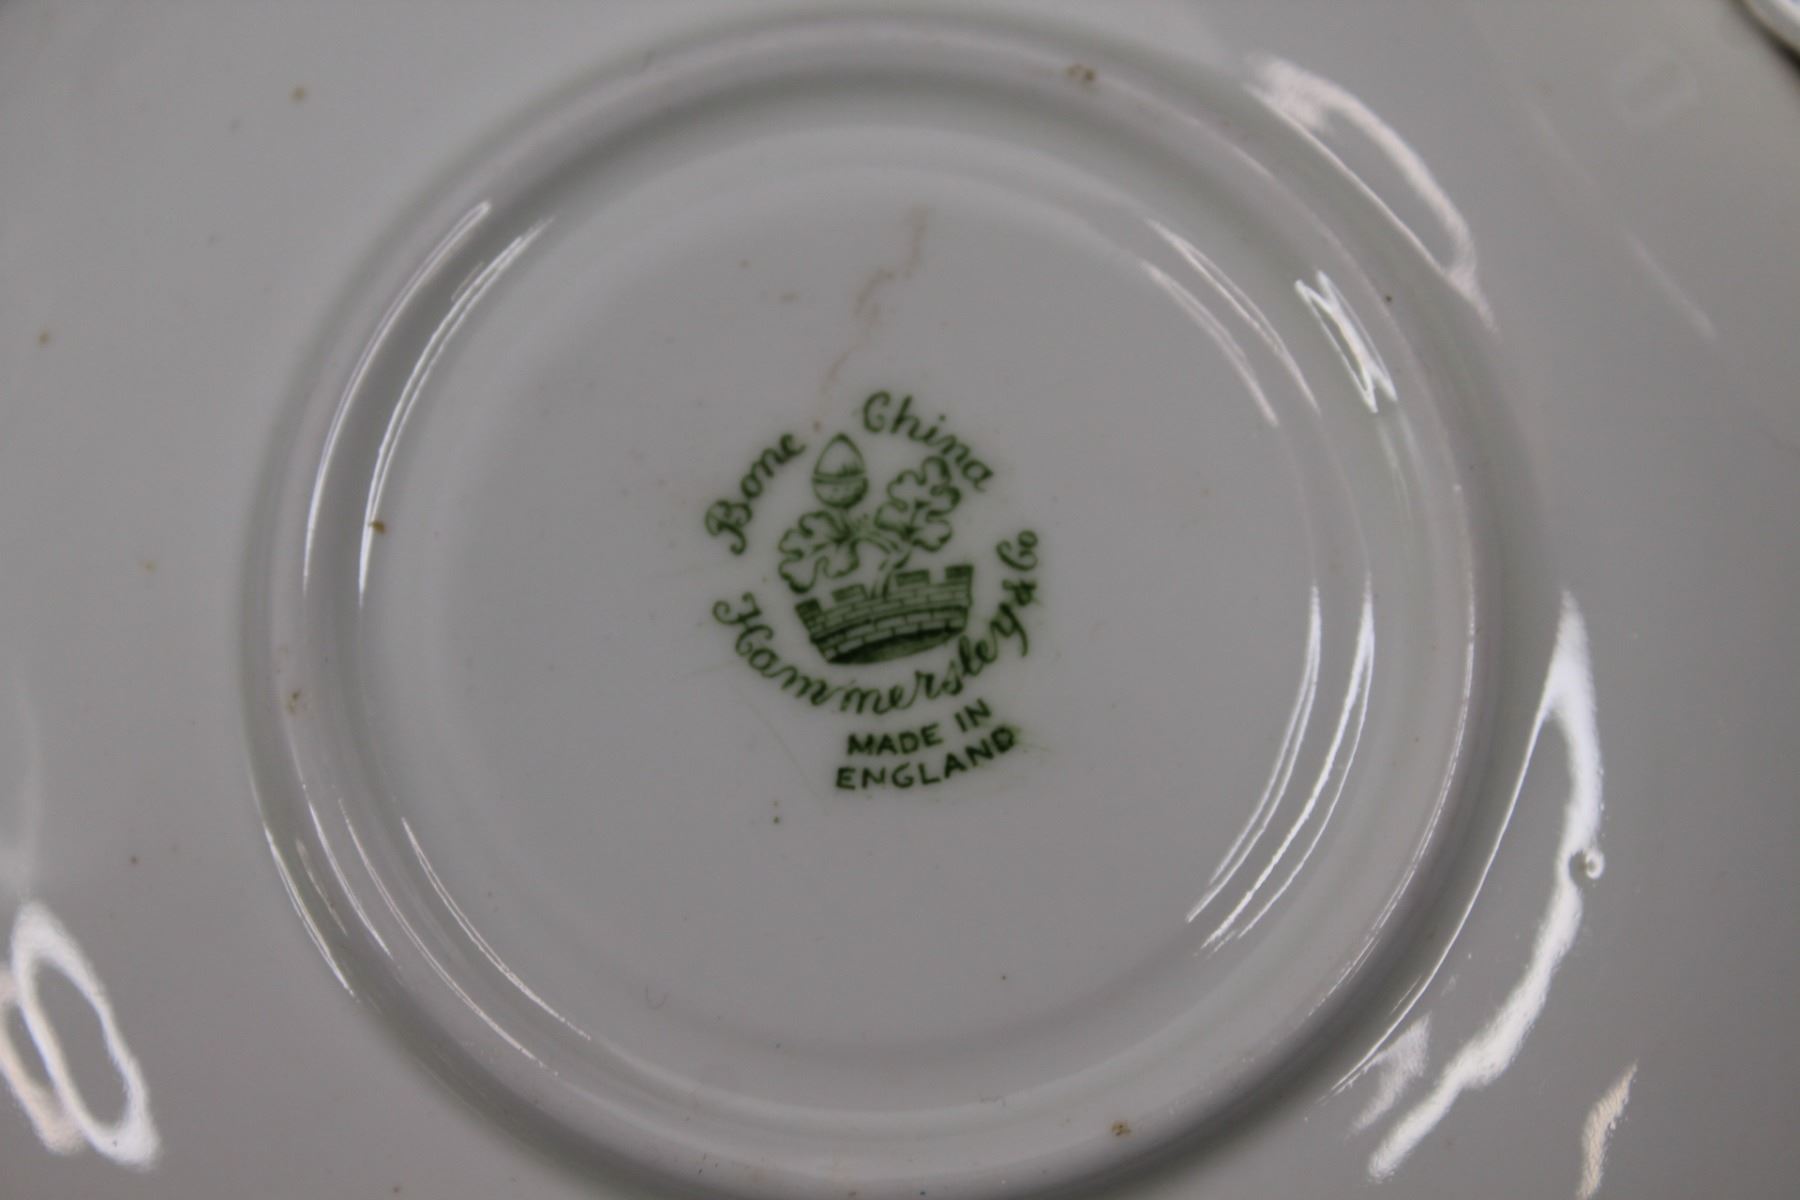 Bone China
Hammersley & Co
MADE IN
ENGLAND